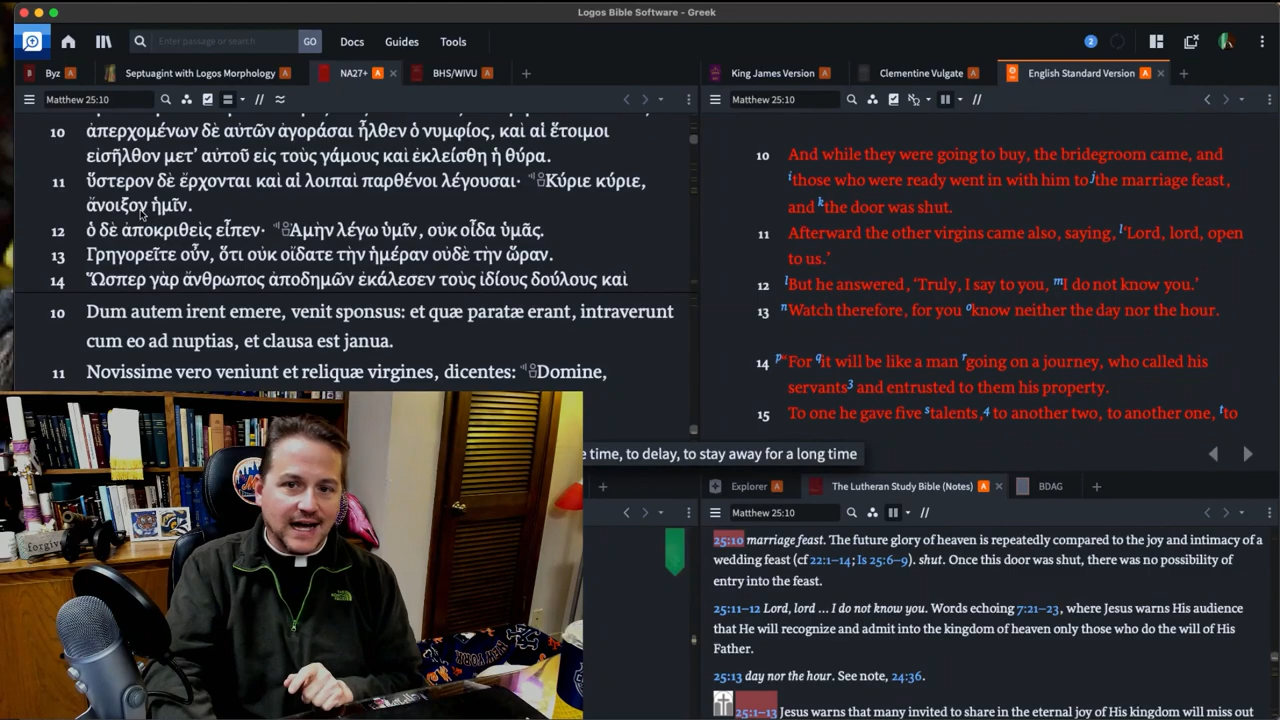 Logos Bible Software - Greek
Enter passage or search
GO
Docs
Guides
Tools
2
Byz
A
Septuagint with Logos Morphology
A
NA27+
A
BHS/WIVU
A
Matthew 25:10
10 ἀπερχομένων δὲ αὐτῶν ἀγοράσαι ἦλθεν ὁ νυμφίος, καὶ αἱ ἕτοιμοι
εἰσῆλθον μετʼ αὐτοῦ εἰς τοὺς γάμους καὶ ἐκλείσθη ἡ θύρα.
11 ὕστερον δὲ ἔρχονται καὶ αἱ λοιπαὶ παρθένοι λέγουσαι· Κύριε κύριε,
ἄνοιξον ἡμῖν.
12 ὁ δὲ ἀποκριθεὶς εἶπεν· Ἀμὴν λέγω ὑμῖν, οὐκ οἶδα ὑμᾶς.
13 Γρηγορεῖτε οὖν, ὅτι οὐκ οἴδατε τὴν ἡμέραν οὐδὲ τὴν ὥραν.
14 Ὥσπερ γὰρ ἄνθρωπος ἀποδημῶν ἐκάλεσεν τοὺς ἰδίους δούλους καὶ
10 Dum autem irent emere, venit sponsus: et quæ paratæ erant, intraverunt
cum eo ad nuptias, et clausa est janua.
11 Novissime vero veniunt et reliquæ virgines, dicentes: Domine,
King James Version
A
Clementine Vulgate
A
English Standard Version
A
Matthew 25:10
10 And while they were going to buy, the bridegroom came, and
i those who were ready went in with him to j the marriage feast,
and k the door was shut.
11 Afterward the other virgins came also, saying, l ‘Lord, lord, open
to us.’
12 l But he answered, ‘Truly, I say to you, m I do not know you.’
13 n Watch therefore, for you o know neither the day nor the hour.
14 p “For q it will be like a man r going on a journey, who called his
servants 3 and entrusted to them his property.
15 To one he gave five s talents, 4 to another two, to another one, t to
time, to delay, to stay away for a long time
Explorer
A
The Lutheran Study Bible (Notes)
A
BDAG
Matthew 25:10
25:10 marriage feast. The future glory of heaven is repeatedly compared to the joy and intimacy of a
wedding feast (cf 22:1–14; Is 25:6–9). shut. Once this door was shut, there was no possibility of
entry into the feast.
25:11–12 Lord, lord … I do not know you. Words echoing 7:21–23, where Jesus warns His audience
that He will recognize and admit into the kingdom of heaven only those who do the will of His
Father.
25:13 day nor the hour. See note, 24:36.
25:1–13 Jesus warns that many invited to share in the eternal joy of His kingdom will miss out
forgive
NEW YORK